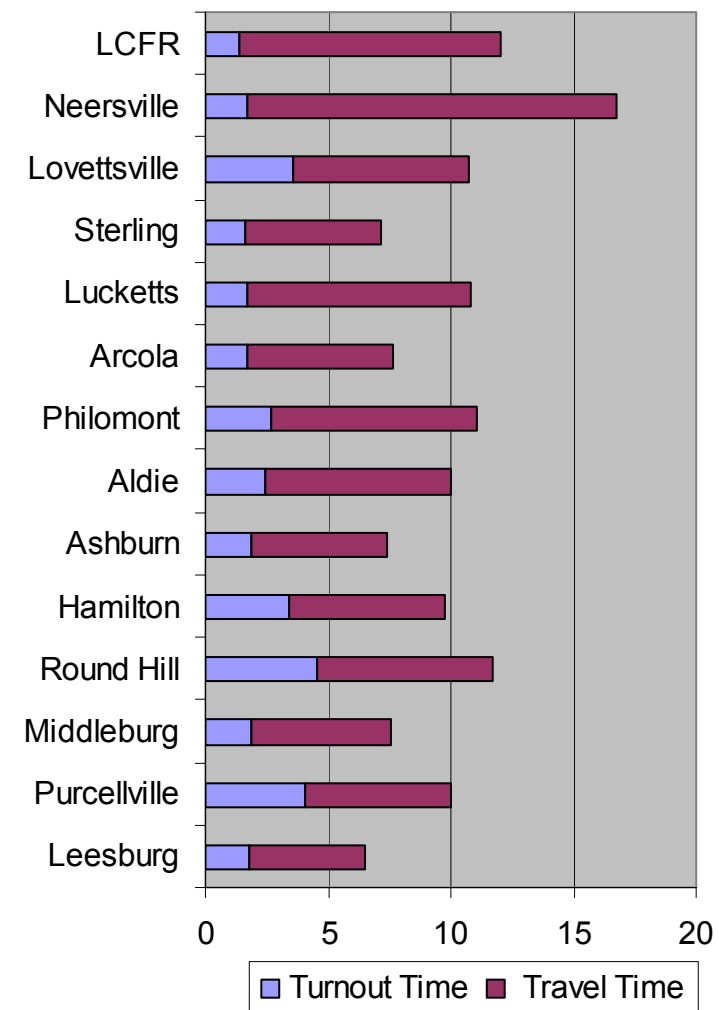 LCFR
Neersville
Lovettsville
Sterling
Lucketts
Arcola
Philomont
Aldie
Ashburn
Hamilton
Round Hill
Middleburg
Purcellville
Leesburg
0 5 10 15 20
Turnout Time Travel Time